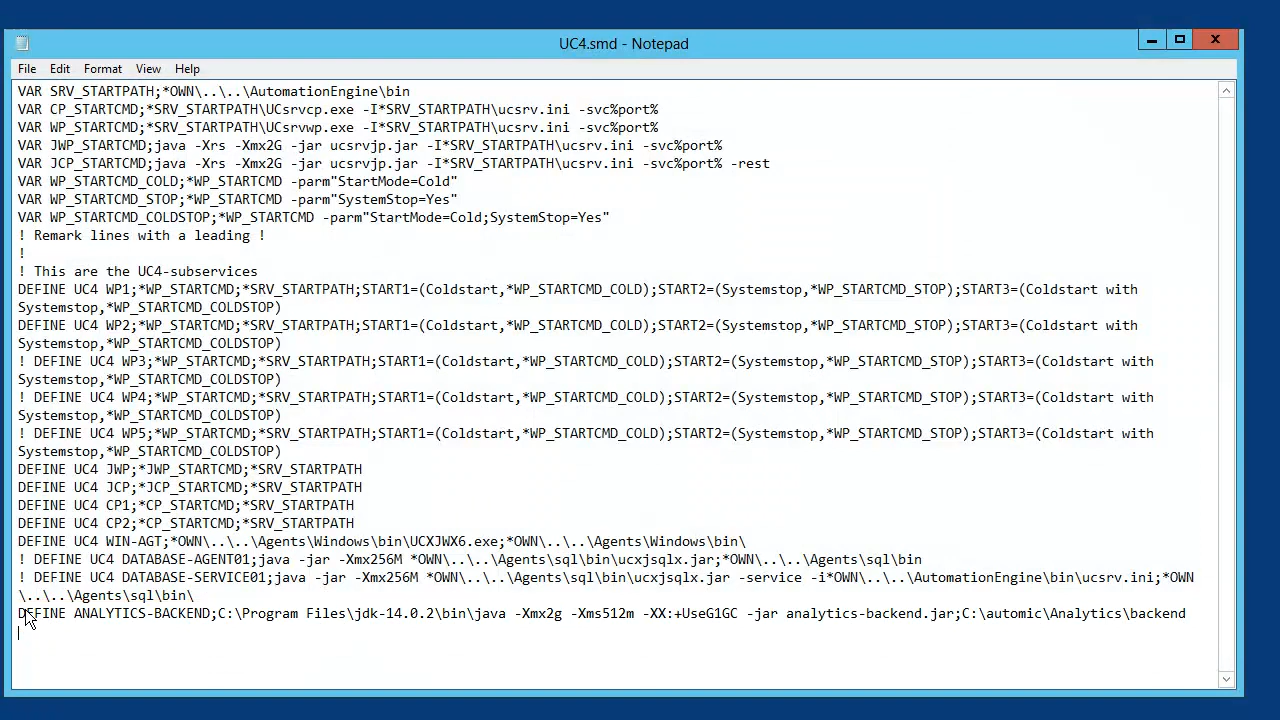 UC4.smd - Notepad
File Edit Format View Help
VAR SRV_STARTPATH;*OWN\..\..\AutomationEngine\bin
VAR CP_STARTCMD;*SRV_STARTPATH\UCsrvcp.exe -I*SRV_STARTPATH\ucsrv.ini -svc%port%
VAR WP_STARTCMD;*SRV_STARTPATH\UCsrvwp.exe -I*SRV_STARTPATH\ucsrv.ini -svc%port%
VAR JWP_STARTCMD;java -Xrs -Xmx2G -jar ucsrvjp.jar -I*SRV_STARTPATH\ucsrv.ini -svc%port%
VAR JCP_STARTCMD;java -Xrs -Xmx2G -jar ucsrvjp.jar -I*SRV_STARTPATH\ucsrv.ini -svc%port% -rest
VAR WP_STARTCMD_COLD;*WP_STARTCMD -parm"StartMode=Cold"
VAR WP_STARTCMD_STOP;*WP_STARTCMD -parm"SystemStop=Yes"
VAR WP_STARTCMD_COLDSTOP;*WP_STARTCMD -parm"StartMode=Cold;SystemStop=Yes"
! Remark lines with a leading !
!
! This are the UC4-subservices
DEFINE UC4 WP1;*WP_STARTCMD;*SRV_STARTPATH;START1=(Coldstart,*WP_STARTCMD_COLD);START2=(Systemstop,*WP_STARTCMD_STOP);START3=(Coldstart with
Systemstop,*WP_STARTCMD_COLDSTOP)
DEFINE UC4 WP2;*WP_STARTCMD;*SRV_STARTPATH;START1=(Coldstart,*WP_STARTCMD_COLD);START2=(Systemstop,*WP_STARTCMD_STOP);START3=(Coldstart with
Systemstop,*WP_STARTCMD_COLDSTOP)
! DEFINE UC4 WP3;*WP_STARTCMD;*SRV_STARTPATH;START1=(Coldstart,*WP_STARTCMD_COLD);START2=(Systemstop,*WP_STARTCMD_STOP);START3=(Coldstart with
Systemstop,*WP_STARTCMD_COLDSTOP)
! DEFINE UC4 WP4;*WP_STARTCMD;*SRV_STARTPATH;START1=(Coldstart,*WP_STARTCMD_COLD);START2=(Systemstop,*WP_STARTCMD_STOP);START3=(Coldstart with
Systemstop,*WP_STARTCMD_COLDSTOP)
! DEFINE UC4 WP5;*WP_STARTCMD;*SRV_STARTPATH;START1=(Coldstart,*WP_STARTCMD_COLD);START2=(Systemstop,*WP_STARTCMD_STOP);START3=(Coldstart with
Systemstop,*WP_STARTCMD_COLDSTOP)
DEFINE UC4 JWP;*JWP_STARTCMD;*SRV_STARTPATH
DEFINE UC4 JCP;*JCP_STARTCMD;*SRV_STARTPATH
DEFINE UC4 CP1;*CP_STARTCMD;*SRV_STARTPATH
DEFINE UC4 CP2;*CP_STARTCMD;*SRV_STARTPATH
DEFINE UC4 WIN-AGT;*OWN\..\..\Agents\Windows\bin\UCXJWX6.exe;*OWN\..\..\Agents\Windows\bin\
! DEFINE UC4 DATABASE-AGENT01;java -jar -Xmx256M *OWN\..\..\Agents\sql\bin\ucxjsqlx.jar;*OWN\..\..\Agents\sql\bin
! DEFINE UC4 DATABASE-SERVICE01;java -jar -Xmx256M *OWN\..\..\Agents\sql\bin\ucxjsqlx.jar -service -i*OWN\..\..\AutomationEngine\bin\ucsrv.ini;*OWN
\..\..\Agents\sql\bin\
DEFINE ANALYTICS-BACKEND;C:\Program Files\jdk-14.0.2\bin\java -Xmx2g -Xms512m -XX:+UseG1GC -jar analytics-backend.jar;C:\automic\Analytics\backend